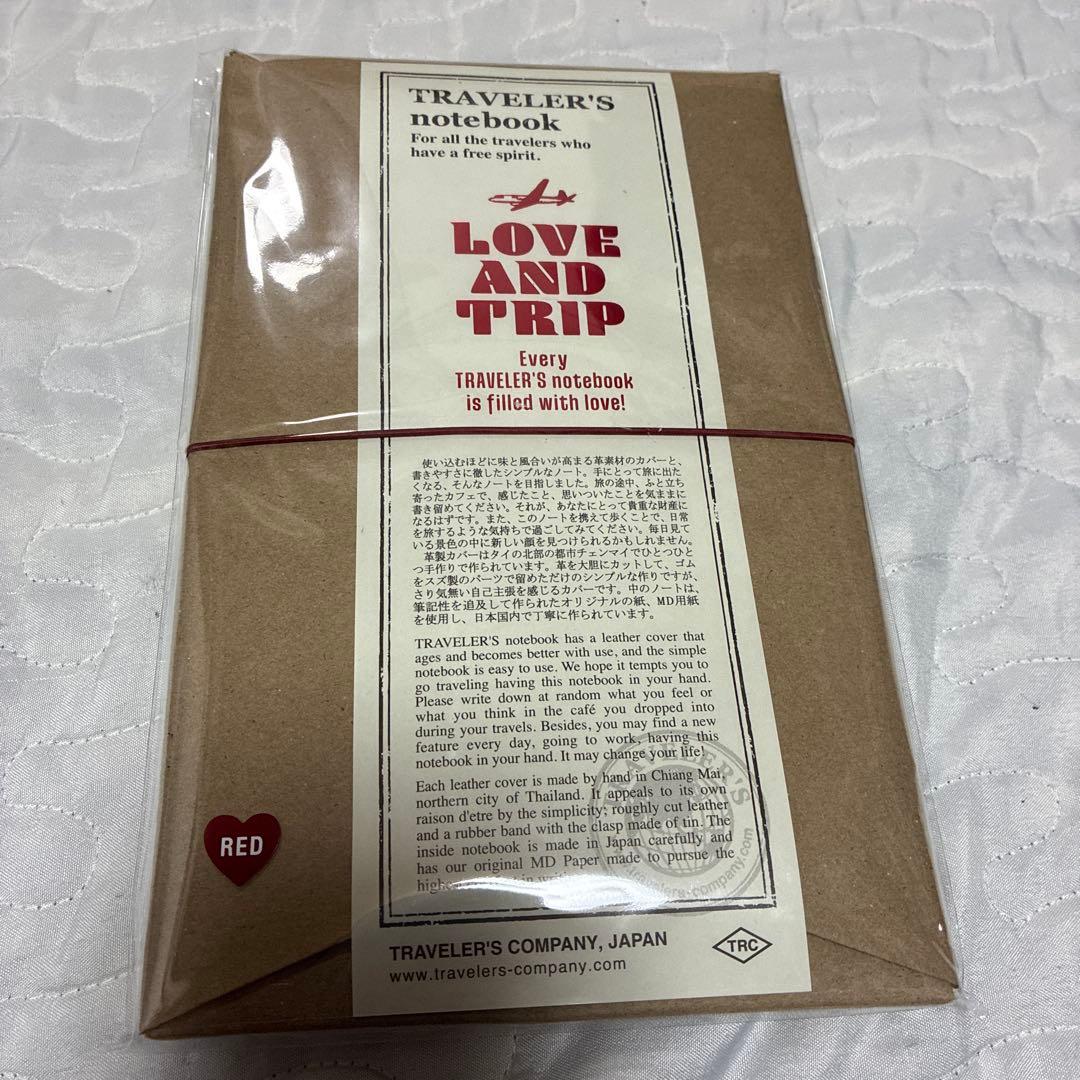 TRAVELER'S
notebook
For all the travelers who
have a free spirit.
LOVE
AND
TRIP
Every
TRAVELER'S notebook
is filled with love!
使い込むほどに味と風合いが高まる革素材のカバーと、
書きやすさに徹したシンプルなノート。手にとって旅に出た
くなる、そんなノートを目指しました。旅の途中、ふと立ち
寄ったカフェで、感じたこと、思いついたことを気ままに
書き留めてください。それが、あなたにとって貴重な財産に
なるはずです。また、このノートを携えて歩くことで、日常
を旅するような気持ちで過ごしてみてください。毎日見て
いる景色の中に新しい顔を見つけられるかもしれません。
革製カバーはタイの北部の都市チェンマイでひとつひと
つ手作りで作られています。革を大胆にカットして、ゴム
をスズ製のパーツで留めただけのシンプルな作りですが、
さり気無い自己主張を感じるカバーです。中のノートは、
筆記性を追及して作られたオリジナルの紙、MD用紙
を使用し、日本国内で丁寧に作られています。
TRAVELER'S notebook has a leather cover that
ages and becomes better with use, and the simple
notebook is easy to use. We hope it tempts you to
go traveling having this notebook in your hand.
Please write down at random what you feel or
what you think in the café you dropped into
during your travels. Besides, you may find a new
feature every day, going to work, having this
notebook in your hand. It may change your life!
Each leather cover is made by hand in Chiang Mai,
northern city of Thailand. It appeals to its own
raison d'etre by the simplicity; roughly cut leather
and a rubber band with the clasp made of tin. The
inside notebook is made in Japan carefully and
has our original MD Paper made to pursue the
TRAVELER'S
travelers-company.com
RED
TRAVELER'S COMPANY, JAPAN
www.travelers-company.com
TRC